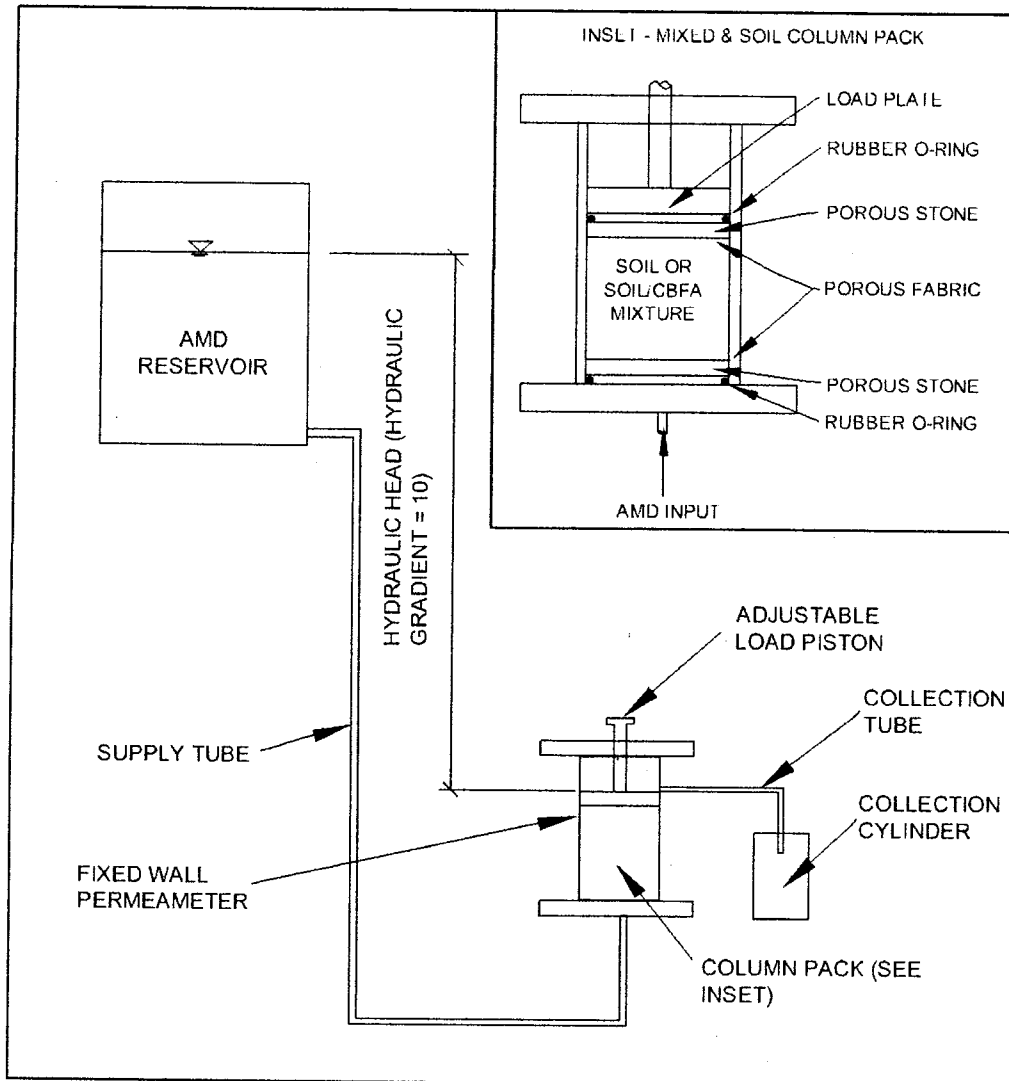 INSET - MIXED & SOIL COLUMN PACK
LOAD PLATE
RUBBER O-RING
POROUS STONE
SOIL OR
SOIL/CBFA
MIXTURE
POROUS FABRIC
POROUS STONE
RUBBER O-RING
AMD INPUT
AMD
RESERVOIR
HYDRAULIC HEAD (HYDRAULIC
GRADIENT = 10)
ADJUSTABLE
LOAD PISTON
COLLECTION
TUBE
SUPPLY TUBE
COLLECTION
CYLINDER
FIXED WALL
PERMEAMETER
COLUMN PACK (SEE
INSET)